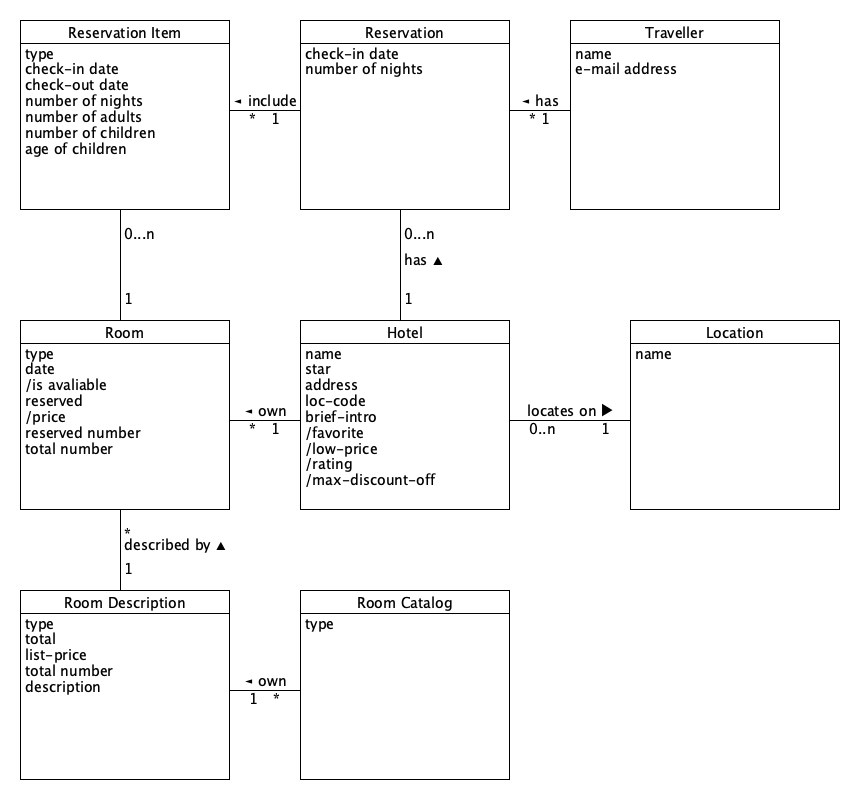 Reservation Item
type
check-in date
check-out date
number of nights
number of adults
number of children
age of children
◄ include
* 1
Reservation
check-in date
number of nights
◄ has
* 1
Traveller
name
e-mail address
0...n
1
0...n
has ▲
1
Room
type
date
/is avaliable
reserved
/price
reserved number
total number
◄ own
* 1
Hotel
name
star
address
loc-code
brief-intro
/favorite
/low-price
/rating
/max-discount-off
locates on ▶
0..n 1
Location
name
*
described by ▲
1
Room Description
type
total
list-price
total number
description
◄ own
1 *
Room Catalog
type